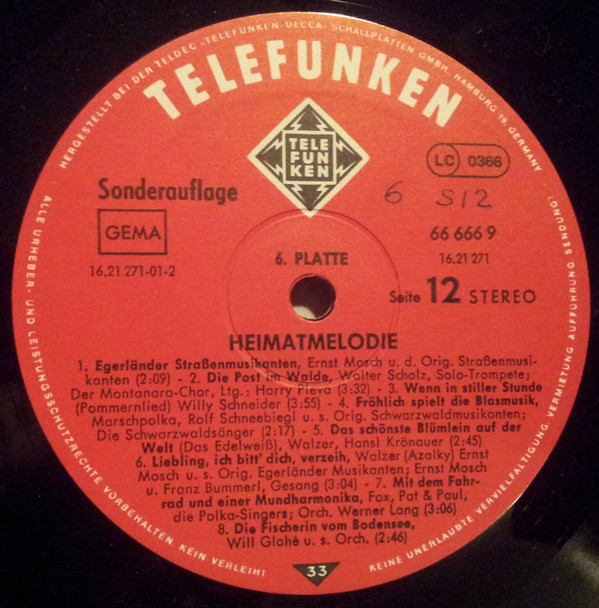 HERGESTELLT BEI DER TELDEC »TELEFUNKEN-DECCA« SCHALLPLATTEN GMBH, HAMBURG 19, GERMANY
TELEFUNKEN
TELE
FUN
KEN
LC 0366
Sonderauflage
6 S12
GEMA
66 666 9
16.21 271-01-2
6. PLATTE
16.21 271
Seite 12 STEREO
HEIMATMELODIE
1. Egerländer Straßenmusikanten, Ernst Mosch u. d. Orig. Straßenmusi-
kanten (2:09) - 2. Die Post im Walde, Walter Scholz, Solo-Trompete;
Der Montanara-Chor, Ltg.: Harry Pleva (3:32) - 3. Wenn in stiller Stunde
(Pommernlied) Willy Schneider (3:55) - 4. Fröhlich spielt die Blasmusik,
Marschpolka, Rolf Schneebiegl u. s. Orig. Schwarzwaldmusikanten;
Die Schwarzwaldsänger (2:17) - 5. Das schönste Blümlein auf der
Welt (Das Edelweiß), Walzer, Hansl Krönauer (2:45)
6. Liebling, ich bitt' dich, verzeih, Walzer (Azalky) Ernst
Mosch u. s. Orig. Egerländer Musikanten; Ernst Mosch
u. Franz Bummerl, Gesang (3:04) - 7. Mit dem Fahr-
rad und einer Mundharmonika, Fox, Pat & Paul,
die Polka-Singers; Orch. Werner Lang (3:06)
8. Die Fischerin vom Bodensee,
Will Glahé u. s. Orch. (2:46)
33
ALLE URHEBER- UND LEISTUNGSSCHUTZRECHTE VORBEHALTEN. KEIN VERLEIH!
KEINE UNERLAUBTE VERVIELFÄLTIGUNG, VERMIETUNG, AUFFÜHRUNG, SENDUNG!